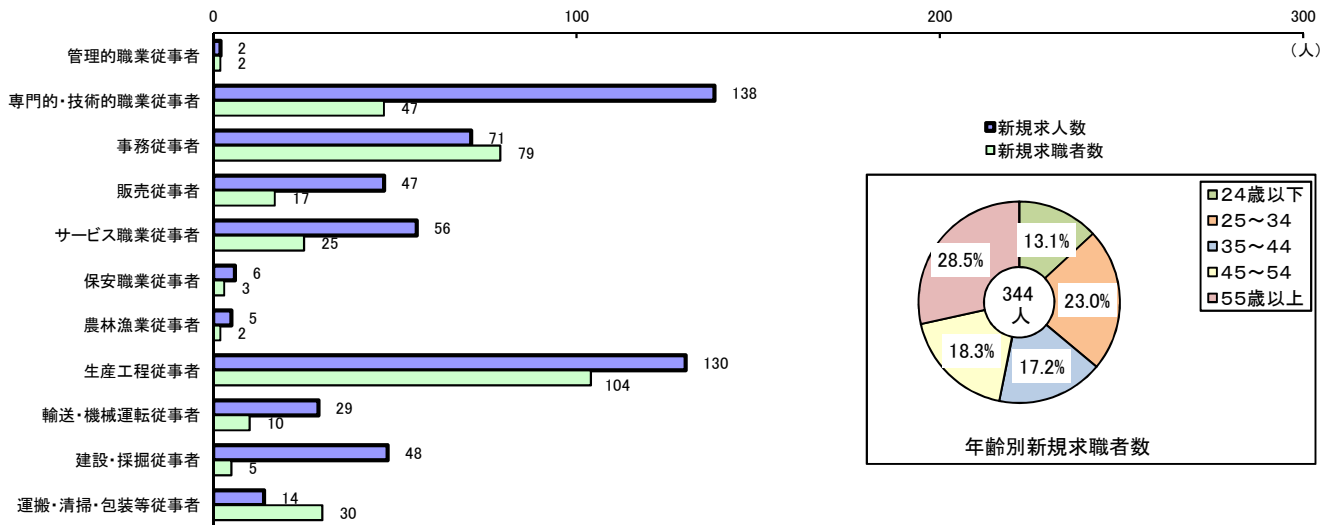 0 100 200 300
(人)
管理的職業従事者 2
2
専門的・技術的職業従事者 138
47
事務従事者 71
79
販売従事者 47
17
サービス職業従事者 56
25
保安職業従事者 6
3
農林漁業従事者 5
2
生産工程従事者 130
104
輸送・機械運転従事者 29
10
建設・採掘従事者 48
5
運搬・清掃・包装等従事者 14
30
新規求人数
新規求職者数
24歳以下
25～34
35～44
45～54
55歳以上
13.1%
23.0%
17.2%
18.3%
28.5%
344
人
年齢別新規求職者数